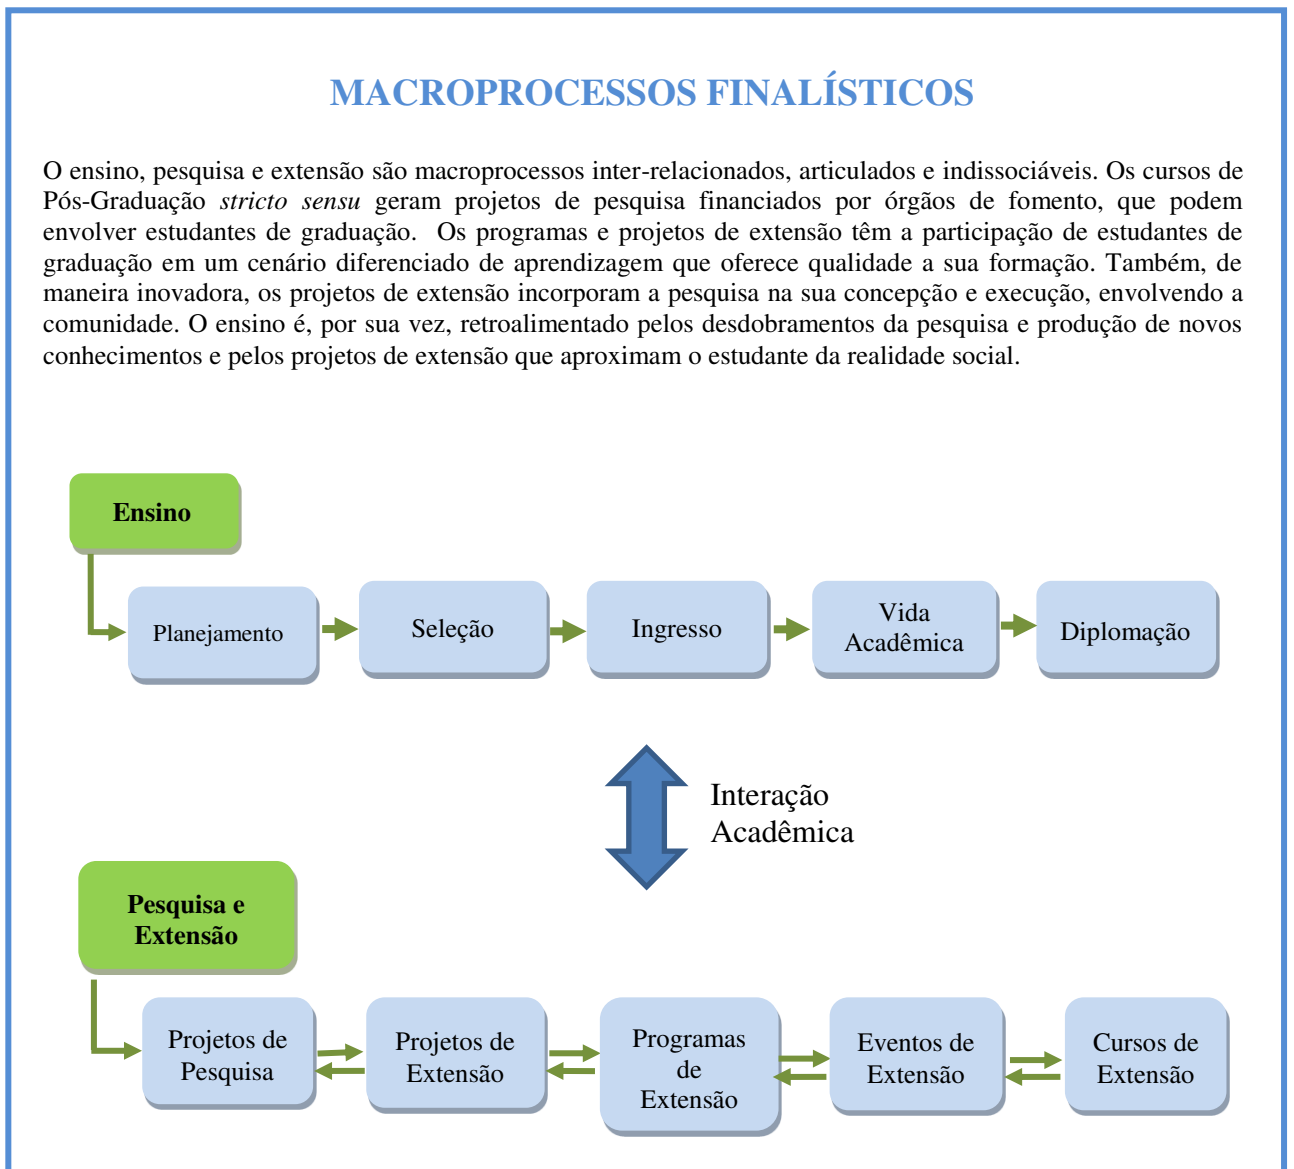 MACROPROCESSOS FINALÍSTICOS
O ensino, pesquisa e extensão são macroprocessos inter-relacionados, articulados e indissociáveis. Os cursos de
Pós-Graduação stricto sensu geram projetos de pesquisa financiados por órgãos de fomento, que podem
envolver estudantes de graduação. Os programas e projetos de extensão têm a participação de estudantes de
graduação em um cenário diferenciado de aprendizagem que oferece qualidade a sua formação. Também, de
maneira inovadora, os projetos de extensão incorporam a pesquisa na sua concepção e execução, envolvendo a
comunidade. O ensino é, por sua vez, retroalimentado pelos desdobramentos da pesquisa e produção de novos
conhecimentos e pelos projetos de extensão que aproximam o estudante da realidade social.
Ensino
Planejamento
Seleção
Ingresso
Vida
Acadêmica
Diplomação
Interação
Acadêmica
Pesquisa e
Extensão
Projetos de
Pesquisa
Projetos de
Extensão
Programas
de
Extensão
Eventos de
Extensão
Cursos de
Extensão